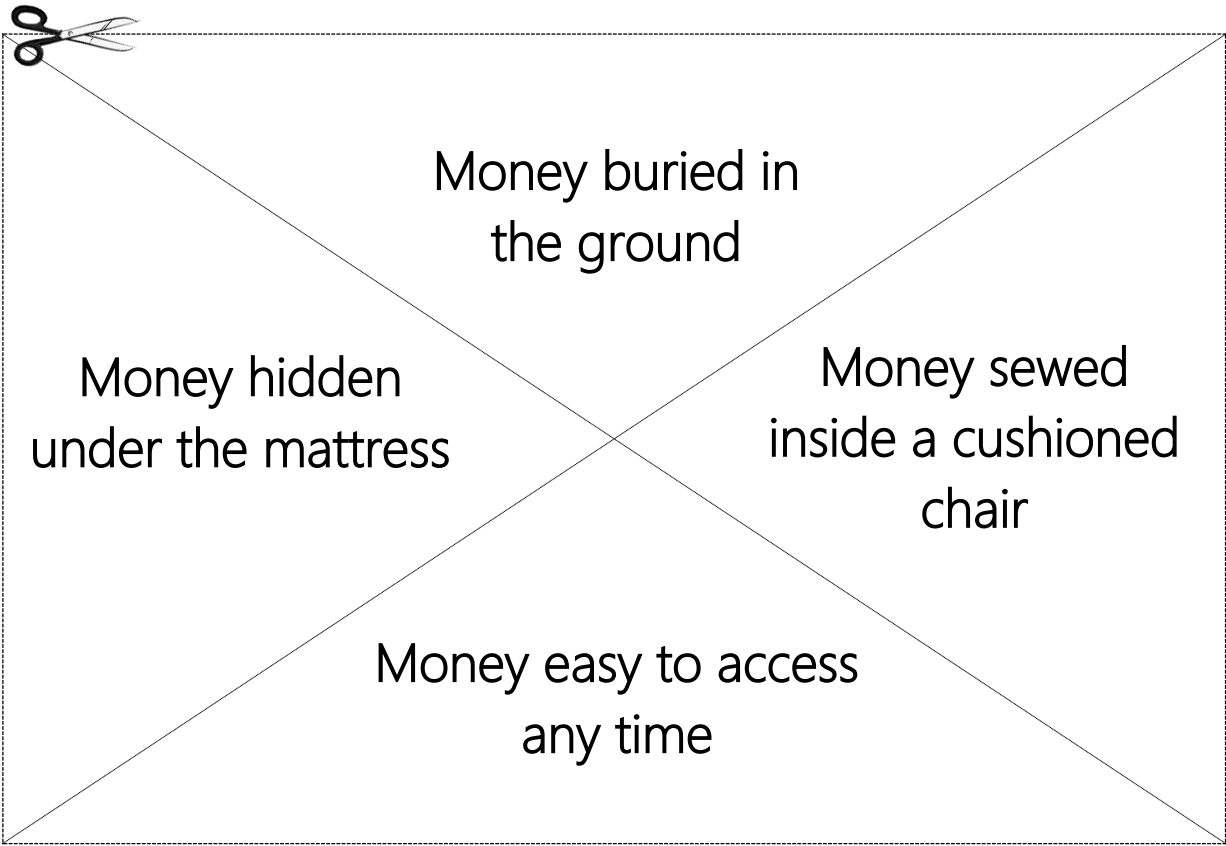 Money buried in
the ground
Money hidden
under the mattress
Money sewed
inside a cushioned
chair
Money easy to access
any time